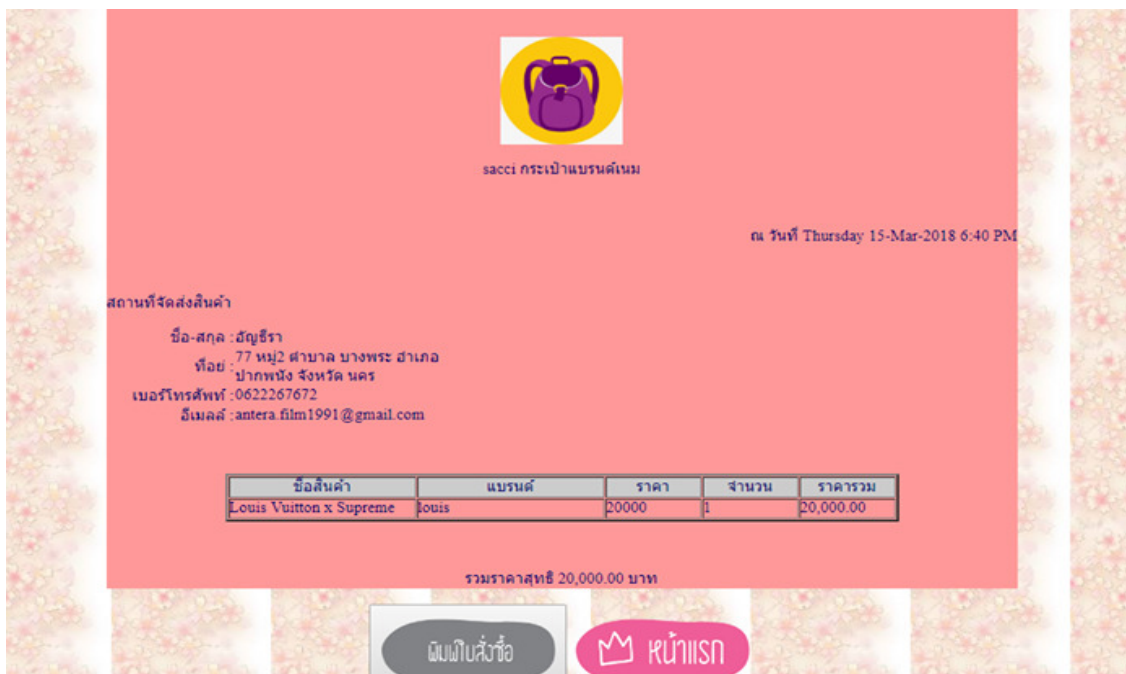 sacci กระเป๋าแบรนด์เนม
ณ วันที่ Thursday 15-Mar-2018 6:40 PM
สถานที่จัดส่งสินค้า
ชื่อ-สกุล :อัญธีรา
ที่อยู่ :77 หมู่2 ตำบาล บางพระ อำเภอ
ปากพนัง จังหวัด นคร
เบอร์โทรศัพท์ :0622267672
อีเมลล์ :antera.film1991@gmail.com
ชื่อสินค้า แบรนด์ ราคา จำนวน ราคารวม
Louis Vuitton x Supreme louis 20000 1 20,000.00
รวมราคาสุทธิ 20,000.00 บาท
พิมพ์ใบสั่งซื้อ หน้าแรก